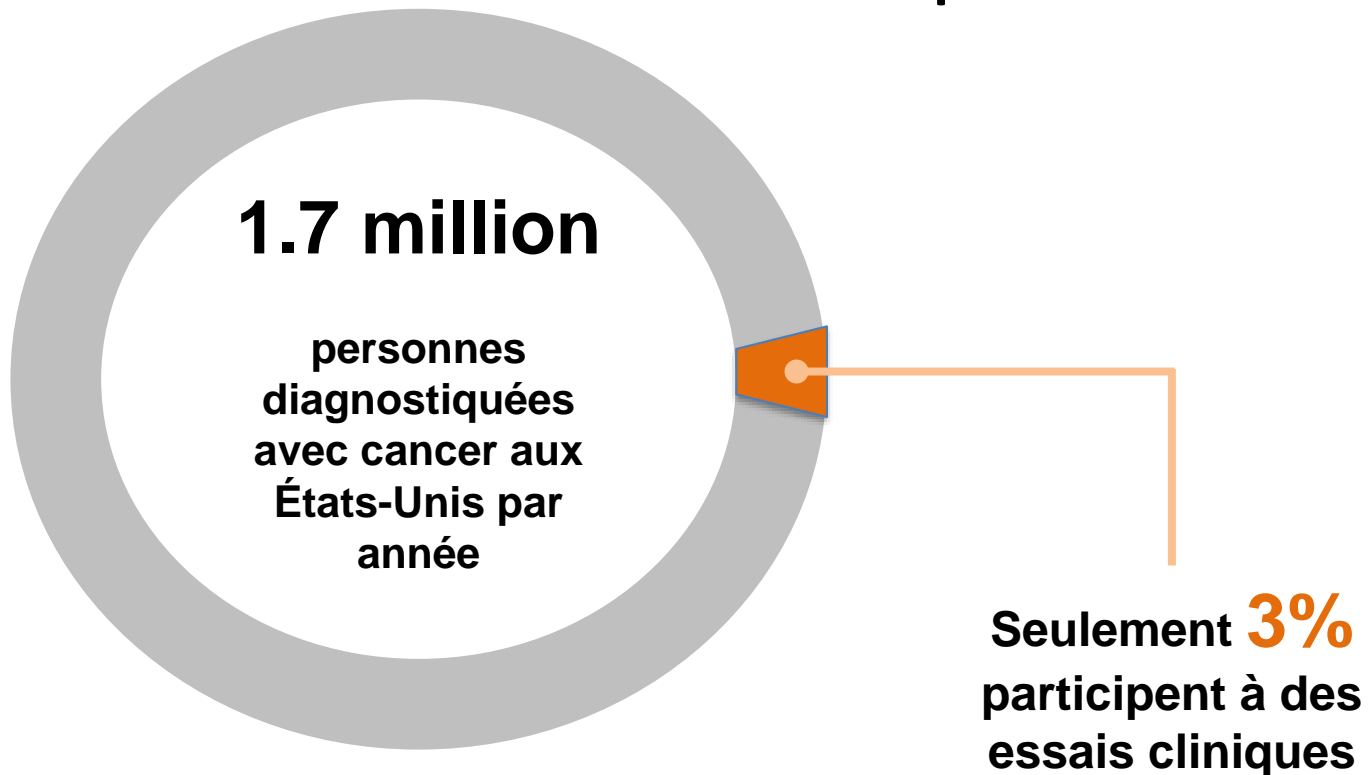 1.7 million
personnes
diagnostiquées
avec cancer aux
États-Unis par
année
Seulement 3%
participent à des
essais cliniques